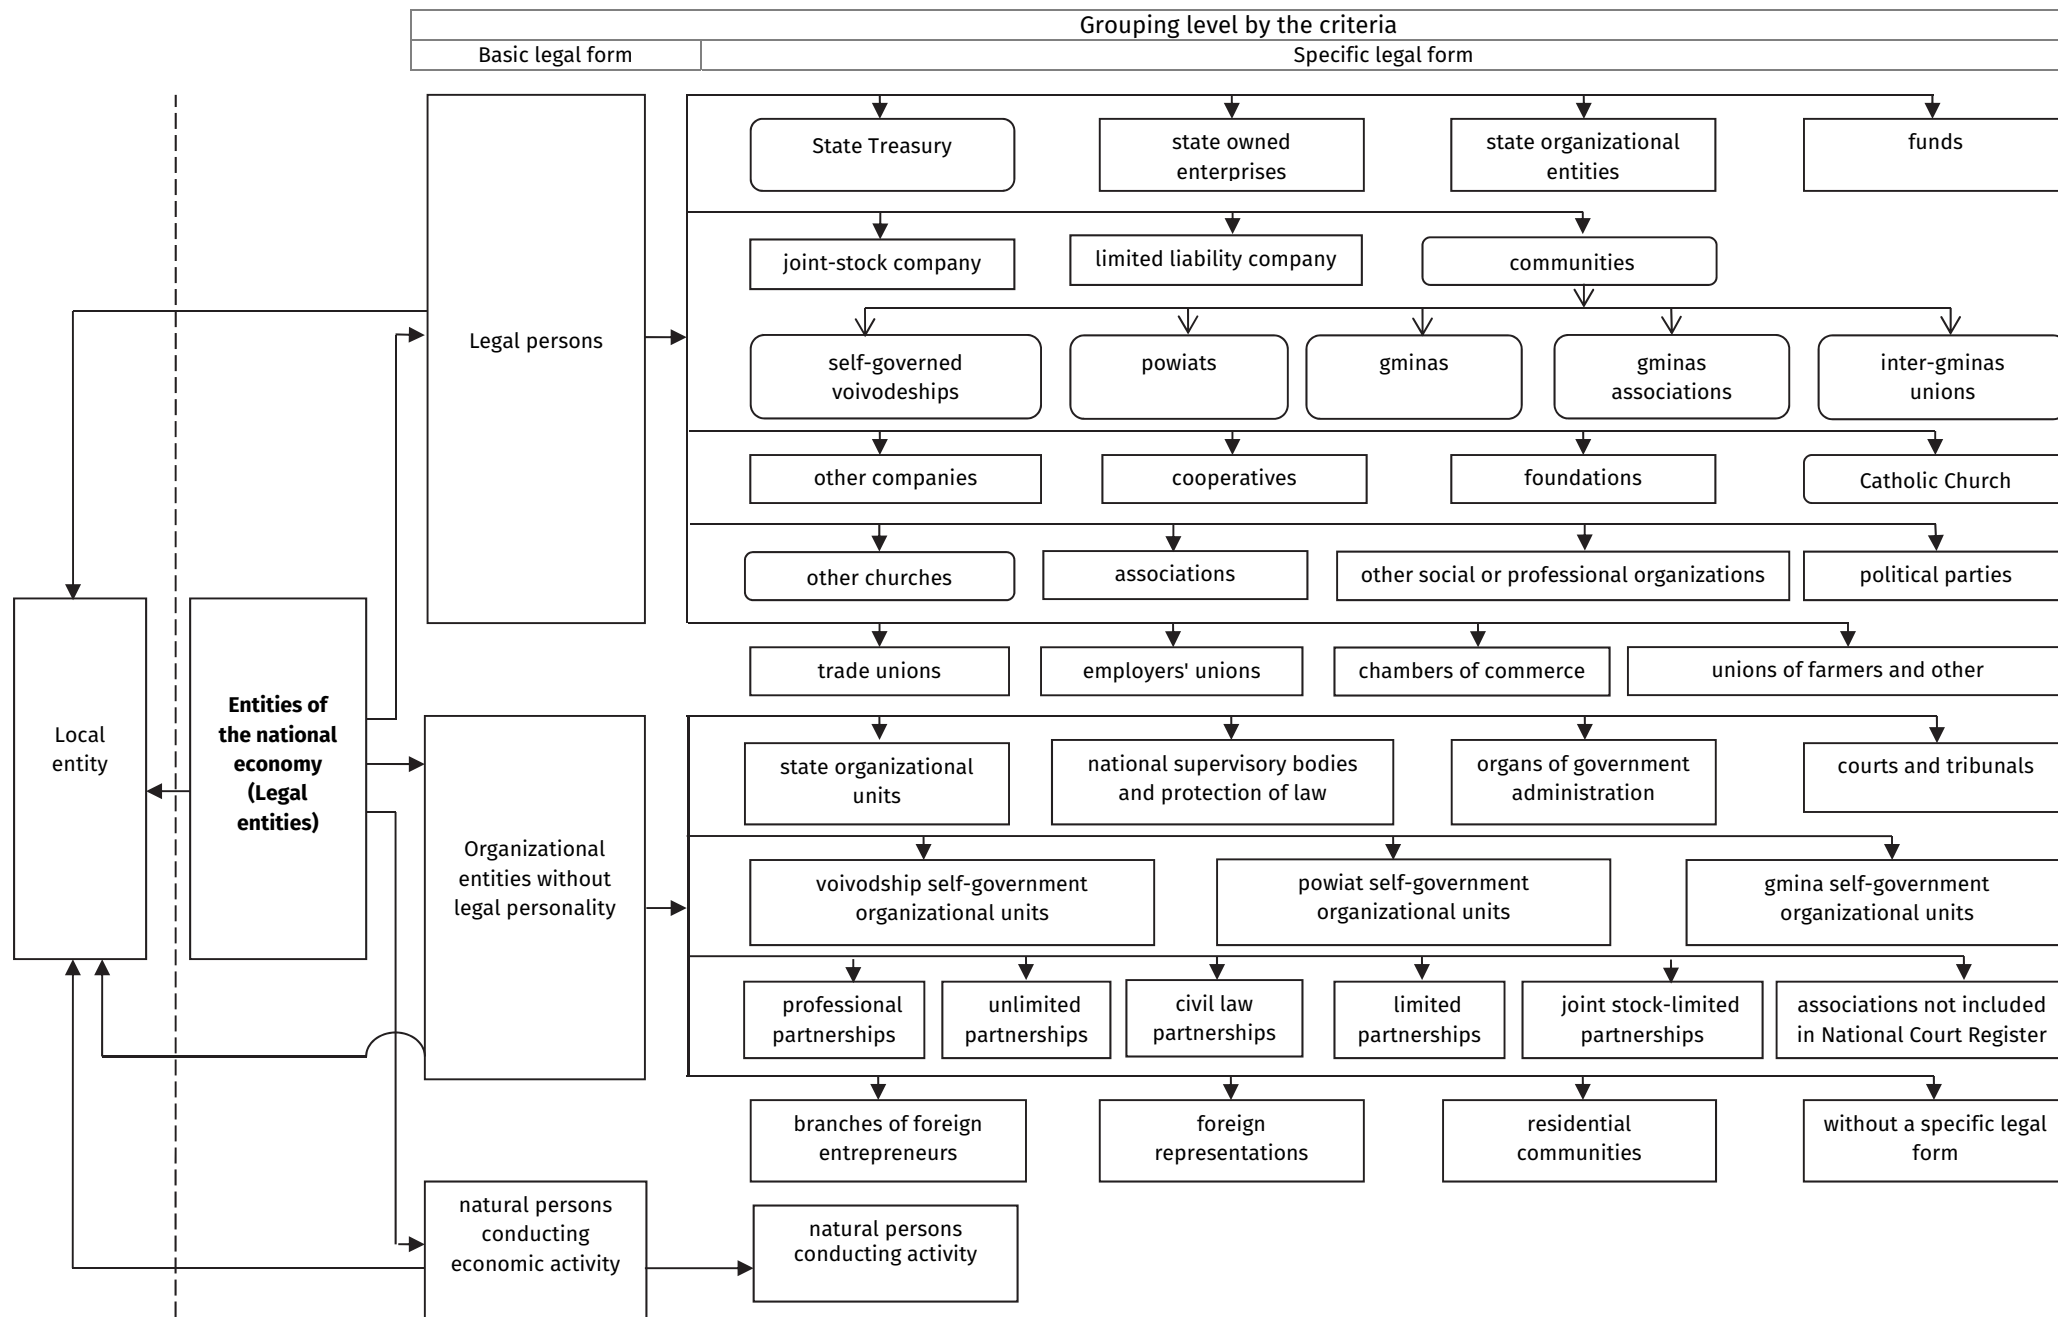 Grouping level by the criteria
Basic legal form
Specific legal form
State Treasury
state owned
enterprises
state organizational
entities
funds
joint-stock company
limited liability company
communities
Legal persons
self-governed
voivodeships
powiats
gminas
gminas
associations
inter-gminas
unions
other companies
cooperatives
foundations
Catholic Church
other churches
associations
other social or professional organizations
political parties
trade unions
employers' unions
chambers of commerce
unions of farmers and other
Local
entity
Entities of
the national
economy
(Legal
entities)
Organizational
entities without
legal personality
state organizational
units
national supervisory bodies
and protection of law
organs of government
administration
courts and tribunals
voivodship self-government
organizational units
powiat self-government
organizational units
gmina self-government
organizational units
professional
partnerships
unlimited
partnerships
civil law
partnerships
limited
partnerships
joint stock-limited
partnerships
associations not included
in National Court Register
branches of foreign
entrepreneurs
foreign
representations
residential
communities
without a specific legal
form
natural persons
conducting
economic activity
natural persons
conducting activity